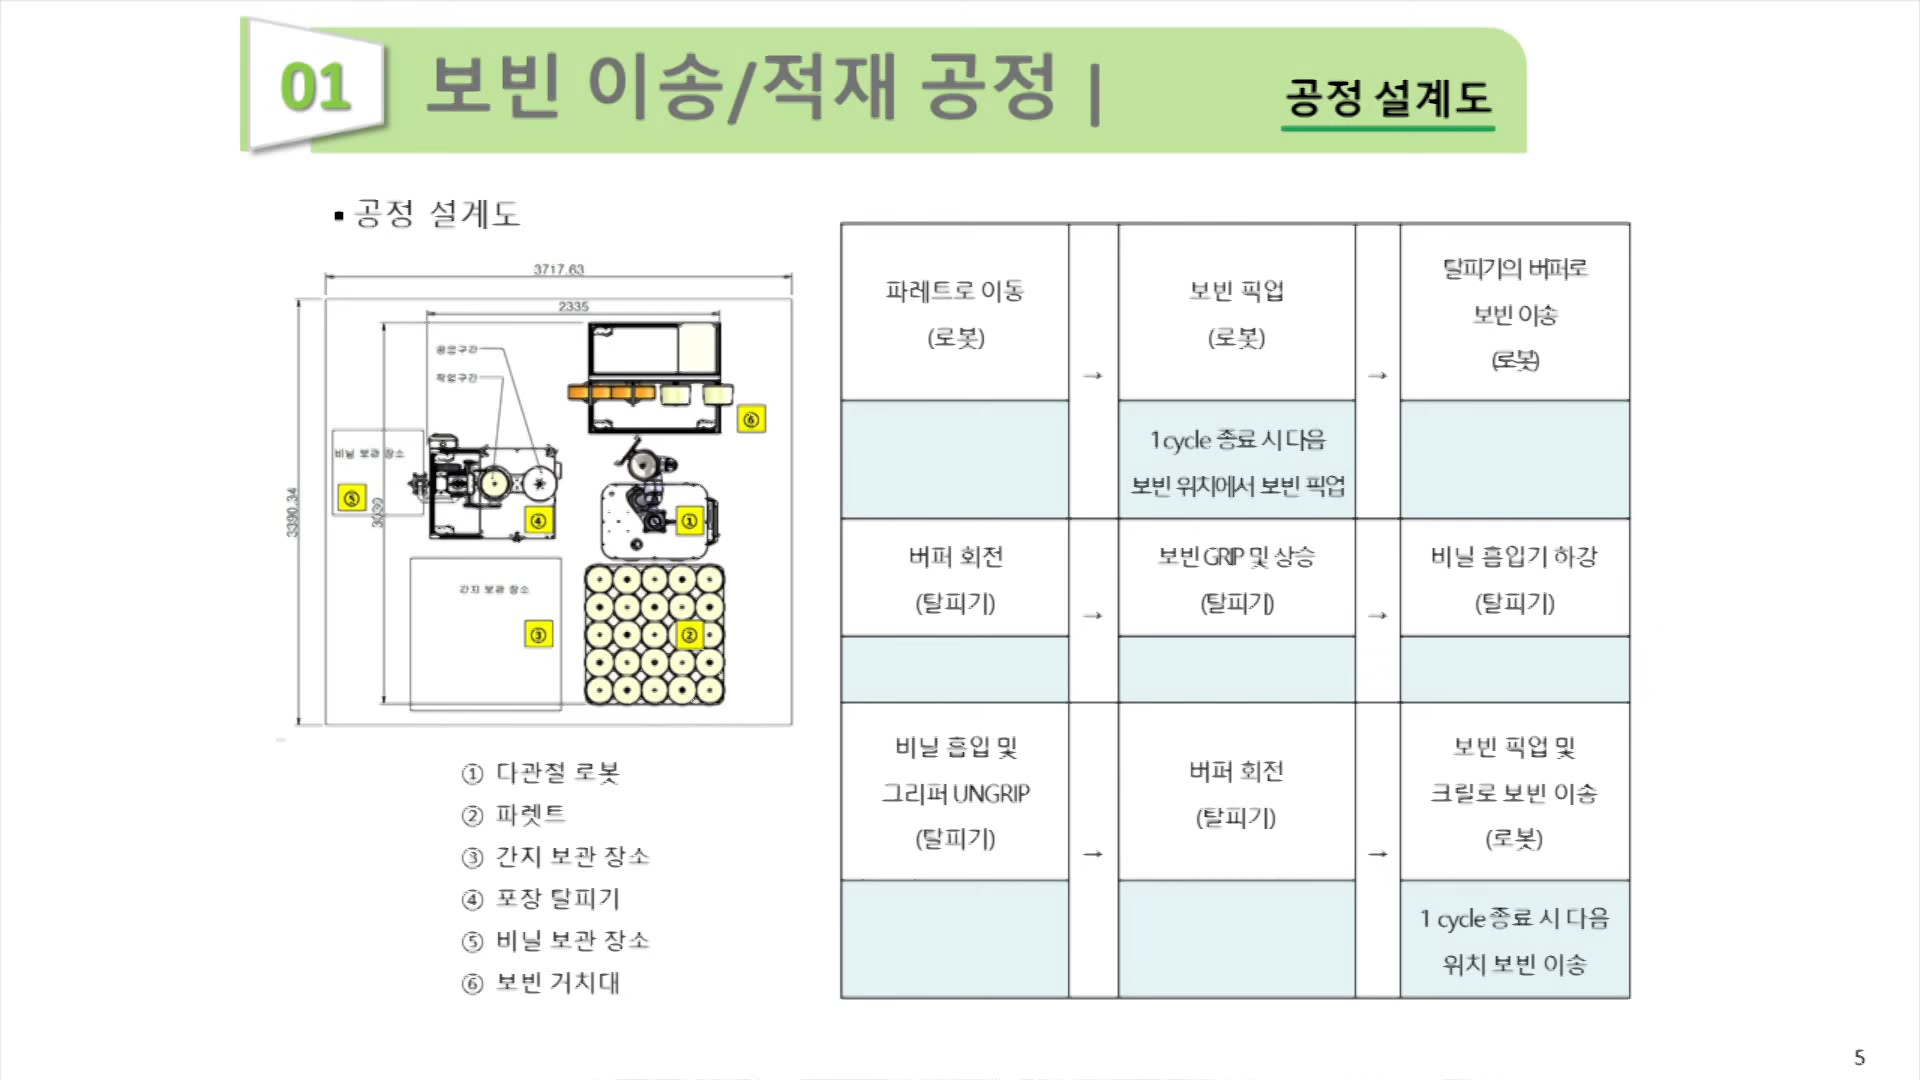 01
보빈 이송/적재 공정 |
공정 설계도
▪ 공정 설계도
3717.63
2335
공급구간
작업구간
3390.34
3030
비닐 보관 장소
간지 보관 장소
⑥
⑤
④
①
③
②
① 다관절 로봇
② 파렛트
③ 간지 보관 장소
④ 포장 탈피기
⑤ 비닐 보관 장소
⑥ 보빈 거치대
파레트로 이동
(로봇)
→
보빈 픽업
(로봇)
→
탈피기의 버퍼로
보빈 이송
(로봇)
1 cycle 종료 시 다음
보빈 위치에서 보빈 픽업
버퍼 회전
(탈피기)
→
보빈 GRIP 및 상승
(탈피기)
→
비닐 흡입기 하강
(탈피기)
비닐 흡입 및
그리퍼 UNGRIP
(탈피기)
→
버퍼 회전
(탈피기)
→
보빈 픽업 및
크릴로 보빈 이송
(로봇)
1 cycle 종료 시 다음
위치 보빈 이송
5